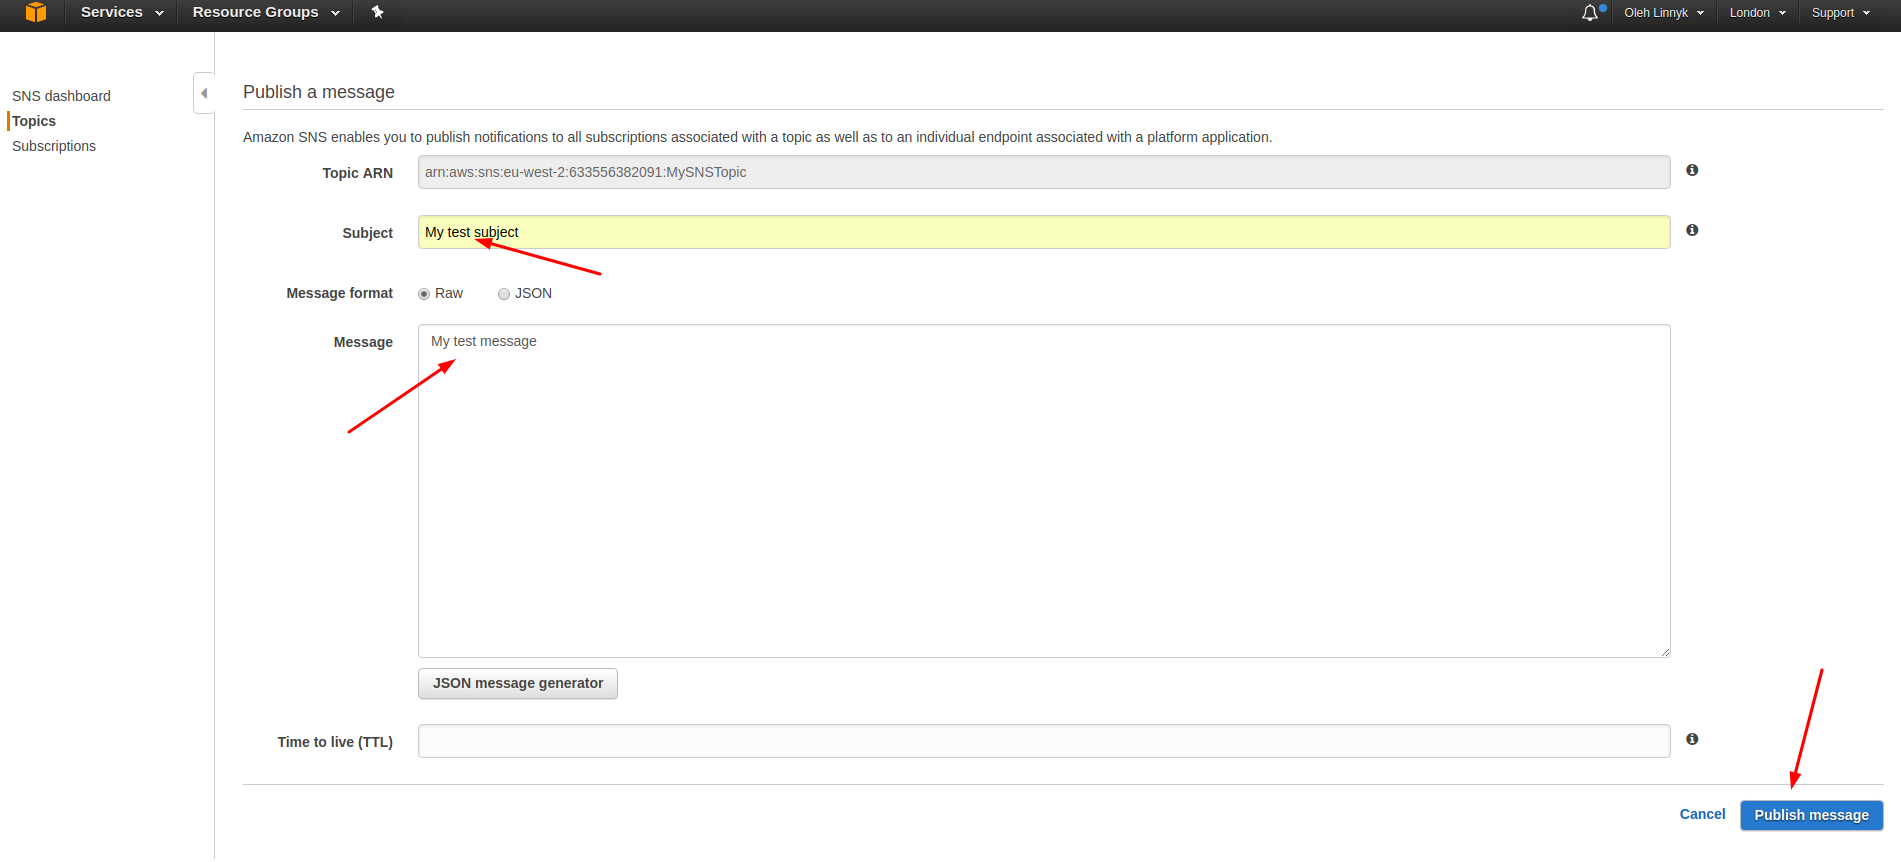 Services Resource Groups Oleh Linnyk London Support
SNS dashboard
Topics
Subscriptions
Publish a message
Amazon SNS enables you to publish notifications to all subscriptions associated with a topic as well as to an individual endpoint associated with a platform application.
Topic ARN arn:aws:sns:eu-west-2:633556382091:MySNSTopic
Subject My test subject
Message format Raw JSON
Message My test message
JSON message generator
Time to live (TTL)
Cancel Publish message